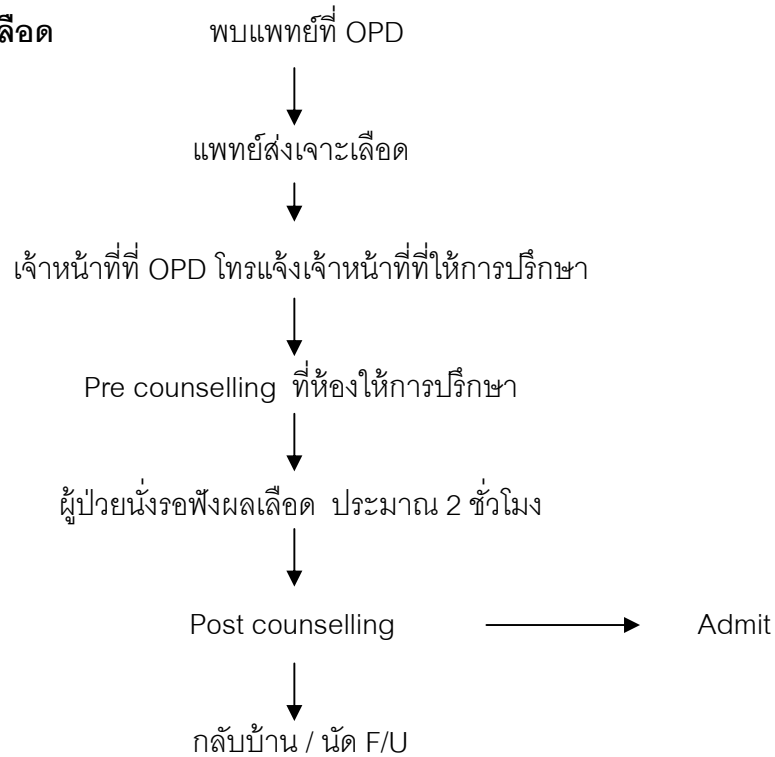 พบแพทย์ที่ OPD
แพทย์ส่งเจาะเลือด
เจ้าหน้าที่ที่ OPD โทรแจ้งเจ้าหน้าที่ที่ให้การปรึกษา
Pre counselling ที่ห้องให้การปรึกษา
ผู้ป่วยนั่งรอฟังผลเลือด ประมาณ 2 ชั่วโมง
Post counselling Admit
กลับบ้าน / นัด F/U